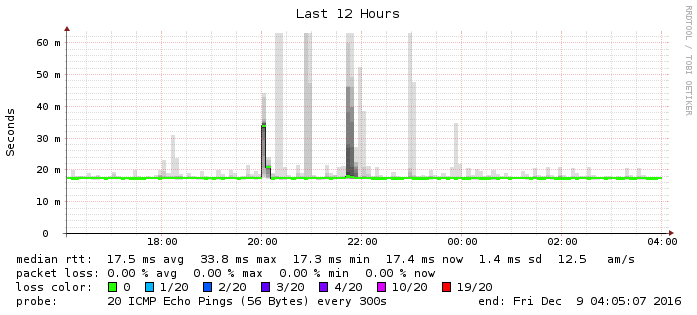 Last 12 Hours
RRDTOOL / TOBI OETIKER
Seconds
60 m
50 m
40 m
30 m
20 m
10 m
0
18:00 20:00 22:00 00:00 02:00 04:00
median rtt: 17.5 ms avg 33.8 ms max 17.3 ms min 17.4 ms now 1.4 ms sd 12.5 am/s
packet loss: 0.00 % avg 0.00 % max 0.00 % min 0.00 % now
loss color: 0 1/20 2/20 3/20 4/20 10/20 19/20
probe: 20 ICMP Echo Pings (56 Bytes) every 300s end: Fri Dec 9 04:05:07 2016